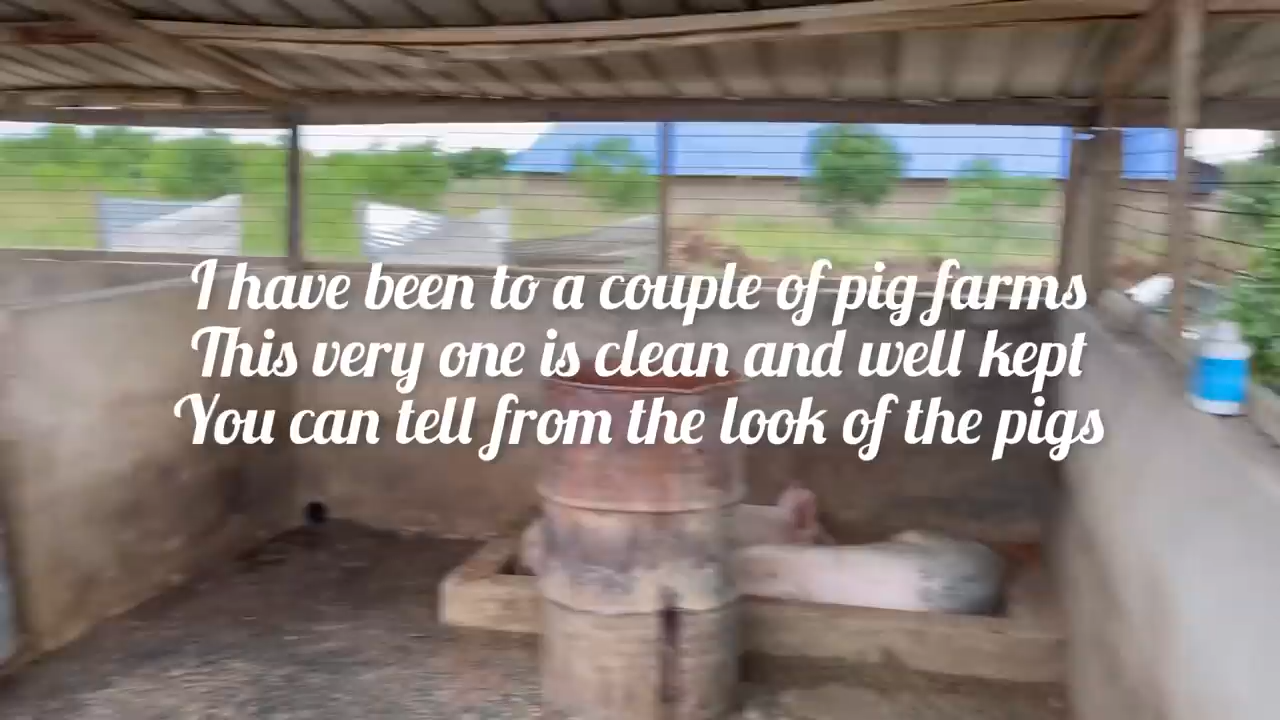 I have been to a couple of pig farms
This very one is clean and well kept
You can tell from the look of the pigs